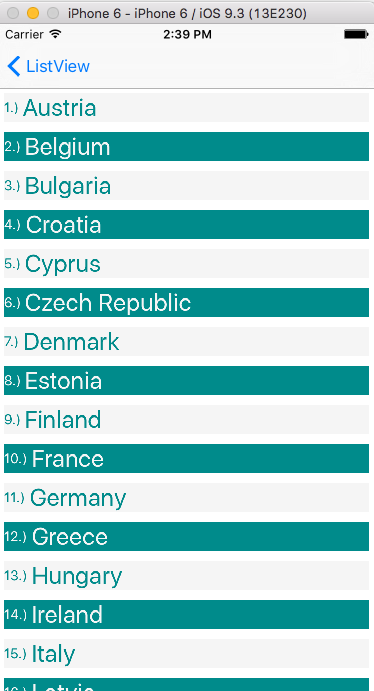 iPhone 6 - iPhone 6 / iOS 9.3 (13E230)
Carrier 2:39 PM
ListView
1.) Austria
2.) Belgium
3.) Bulgaria
4.) Croatia
5.) Cyprus
6.) Czech Republic
7.) Denmark
8.) Estonia
9.) Finland
10.) France
11.) Germany
12.) Greece
13.) Hungary
14.) Ireland
15.) Italy
16.) Latvia